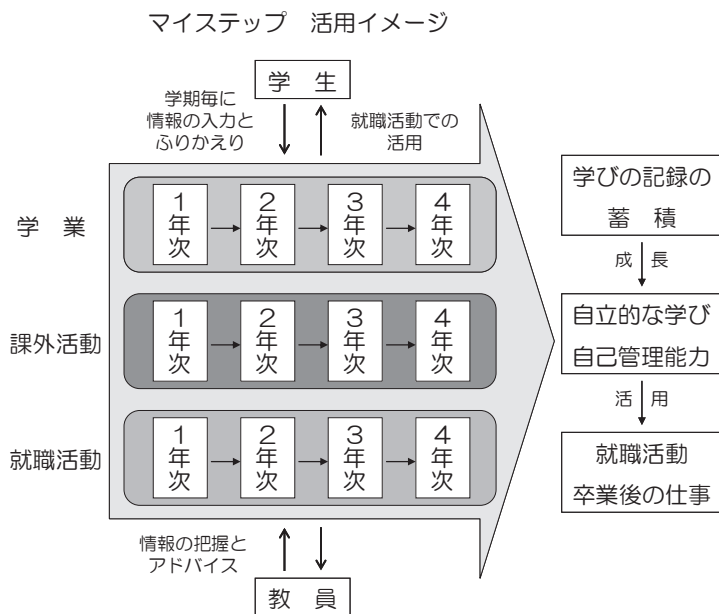 マイステップ　活用イメージ
学　生
学期毎に
情報の入力と
ふりかえり
就職活動での
活用
学　業
1年次
2年次
3年次
4年次
課外活動
1年次
2年次
3年次
4年次
就職活動
1年次
2年次
3年次
4年次
情報の把握と
アドバイス
教　員
学びの記録の
蓄　積
成　長
自立的な学び
自己管理能力
活　用
就職活動
卒業後の仕事